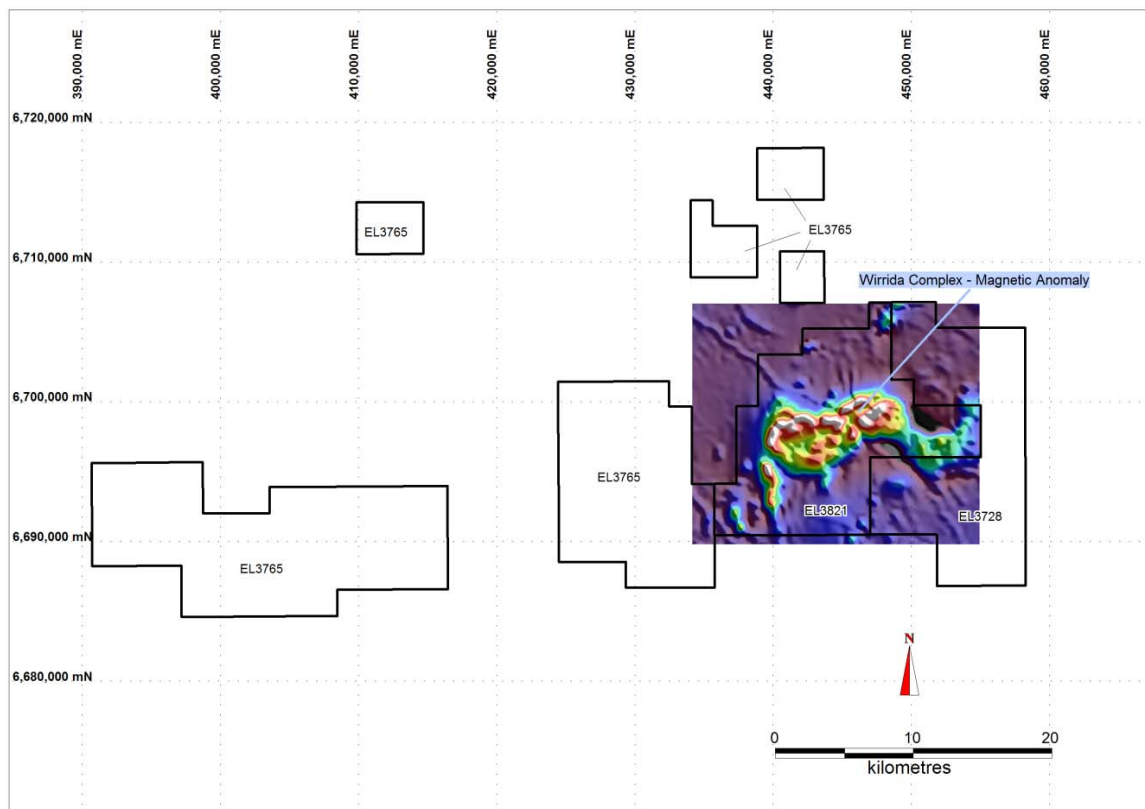 390,000 mE
400,000 mE
410,000 mE
420,000 mE
430,000 mE
440,000 mE
450,000 mE
460,000 mE
6,720,000 mN
EL3765
EL3765
6,710,000 mN
Wirrida Complex - Magnetic Anomaly
6,700,000 mN
EL3765
EL3821
EL3728
6,690,000 mN
EL3765
N
6,680,000 mN
0
10
20
kilometres